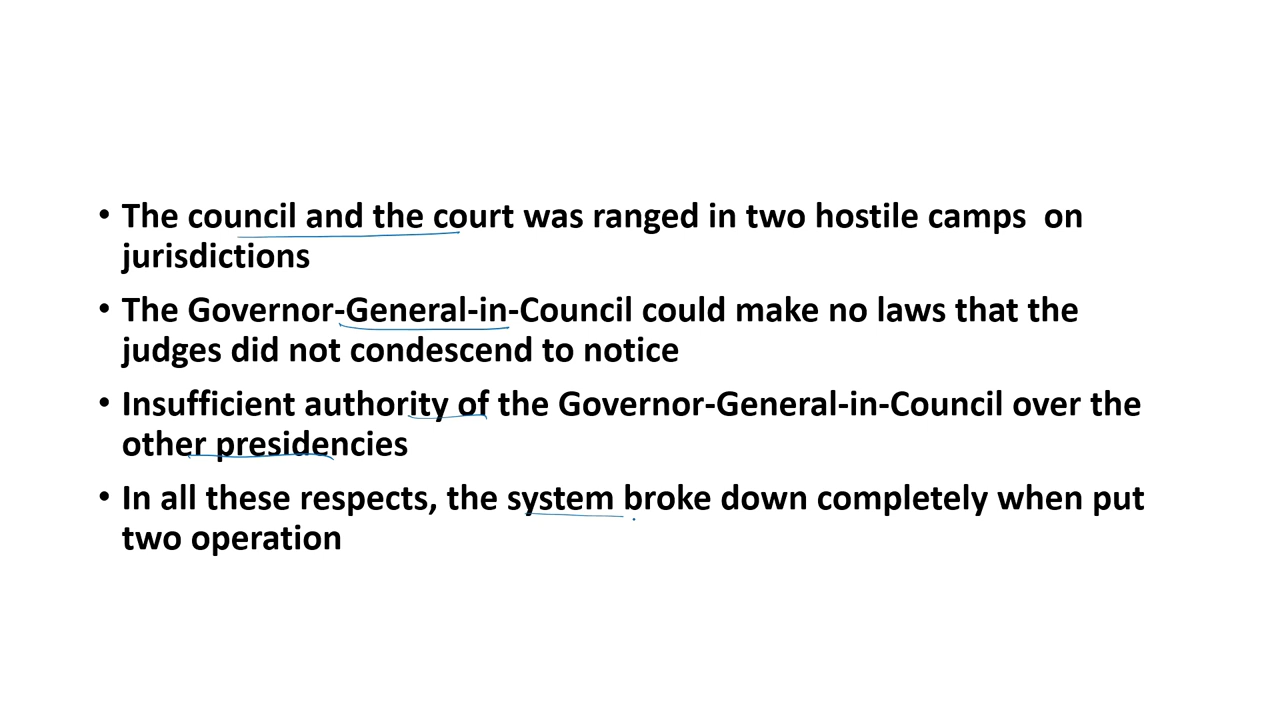 • The council and the court was ranged in two hostile camps  on
jurisdictions
• The Governor-General-in-Council could make no laws that the
judges did not condescend to notice
• Insufficient authority of the Governor-General-in-Council over the
other presidencies
• In all these respects, the system broke down completely when put
two operation